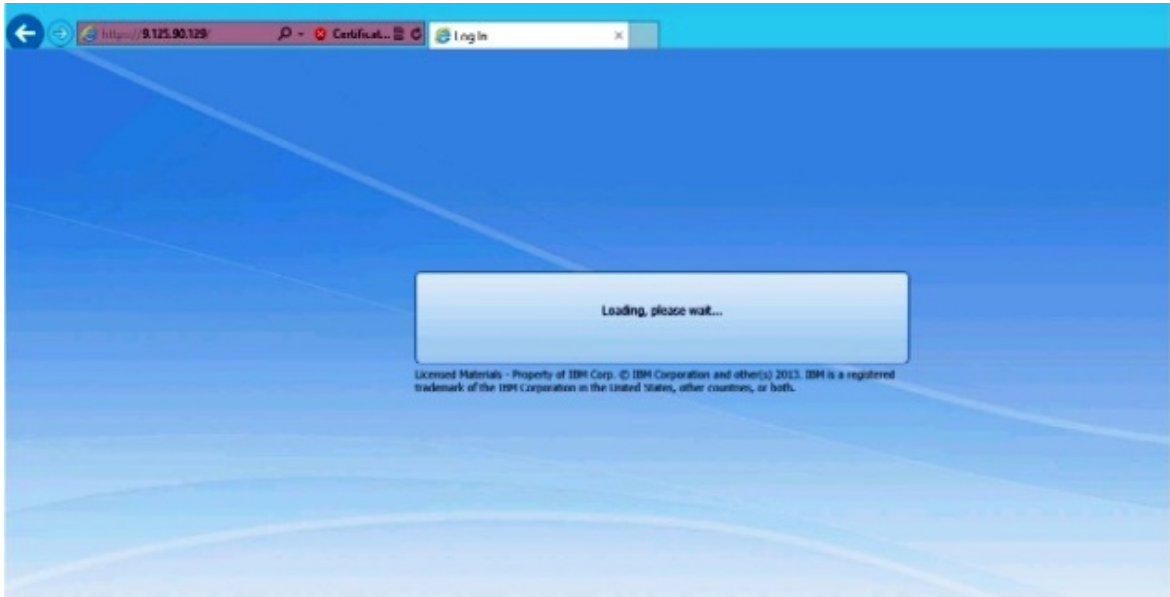 https://9.125.90.129/
Certificat...
Log In
Loading, please wait...
Licensed Materials - Property of IBM Corp. © IBM Corporation and other(s) 2013. IBM is a registered
trademark of the IBM Corporation in the United States, other countries, or both.